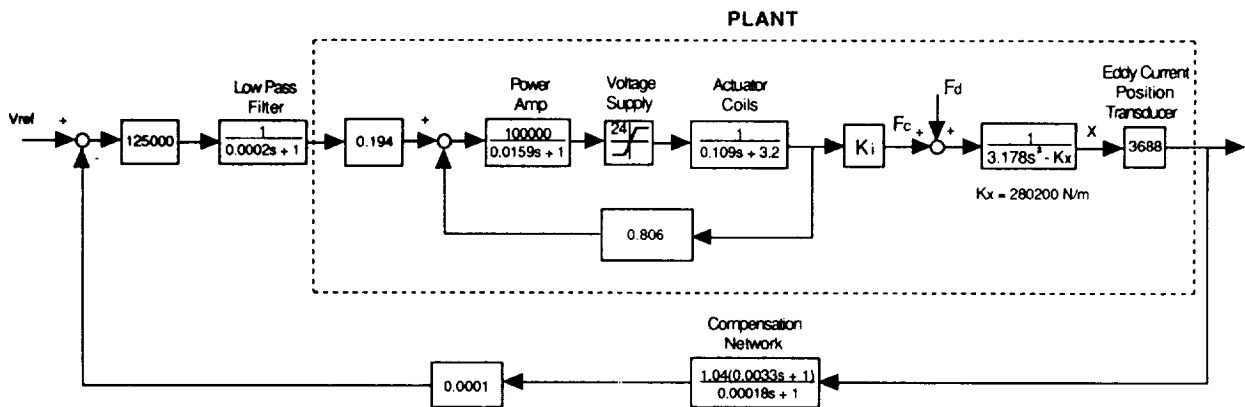 PLANT
Low Pass
Filter
Power
Amp
Voltage
Supply
Actuator
Coils
Eddy Current
Position
Transducer
Vref
+
-
125000
1
0.0002s + 1
0.194
+
100000
0.0159s + 1
24
1
0.109s + 3.2
Ki
Fc
+
Fd
+
1
3.178s² - Kx
X
3688
Kx = 280200 N/m
0.806
Compensation
Network
0.0001
1.04(0.0033s + 1)
0.00018s + 1